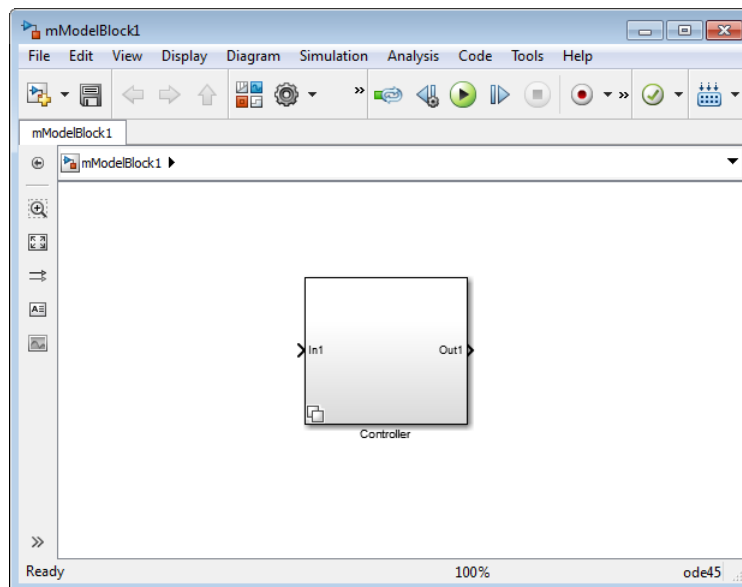 mModelBlock1
File Edit View Display Diagram Simulation Analysis Code Tools Help
mModelBlock1
mModelBlock1
In1 Out1
Controller
Ready 100% ode45